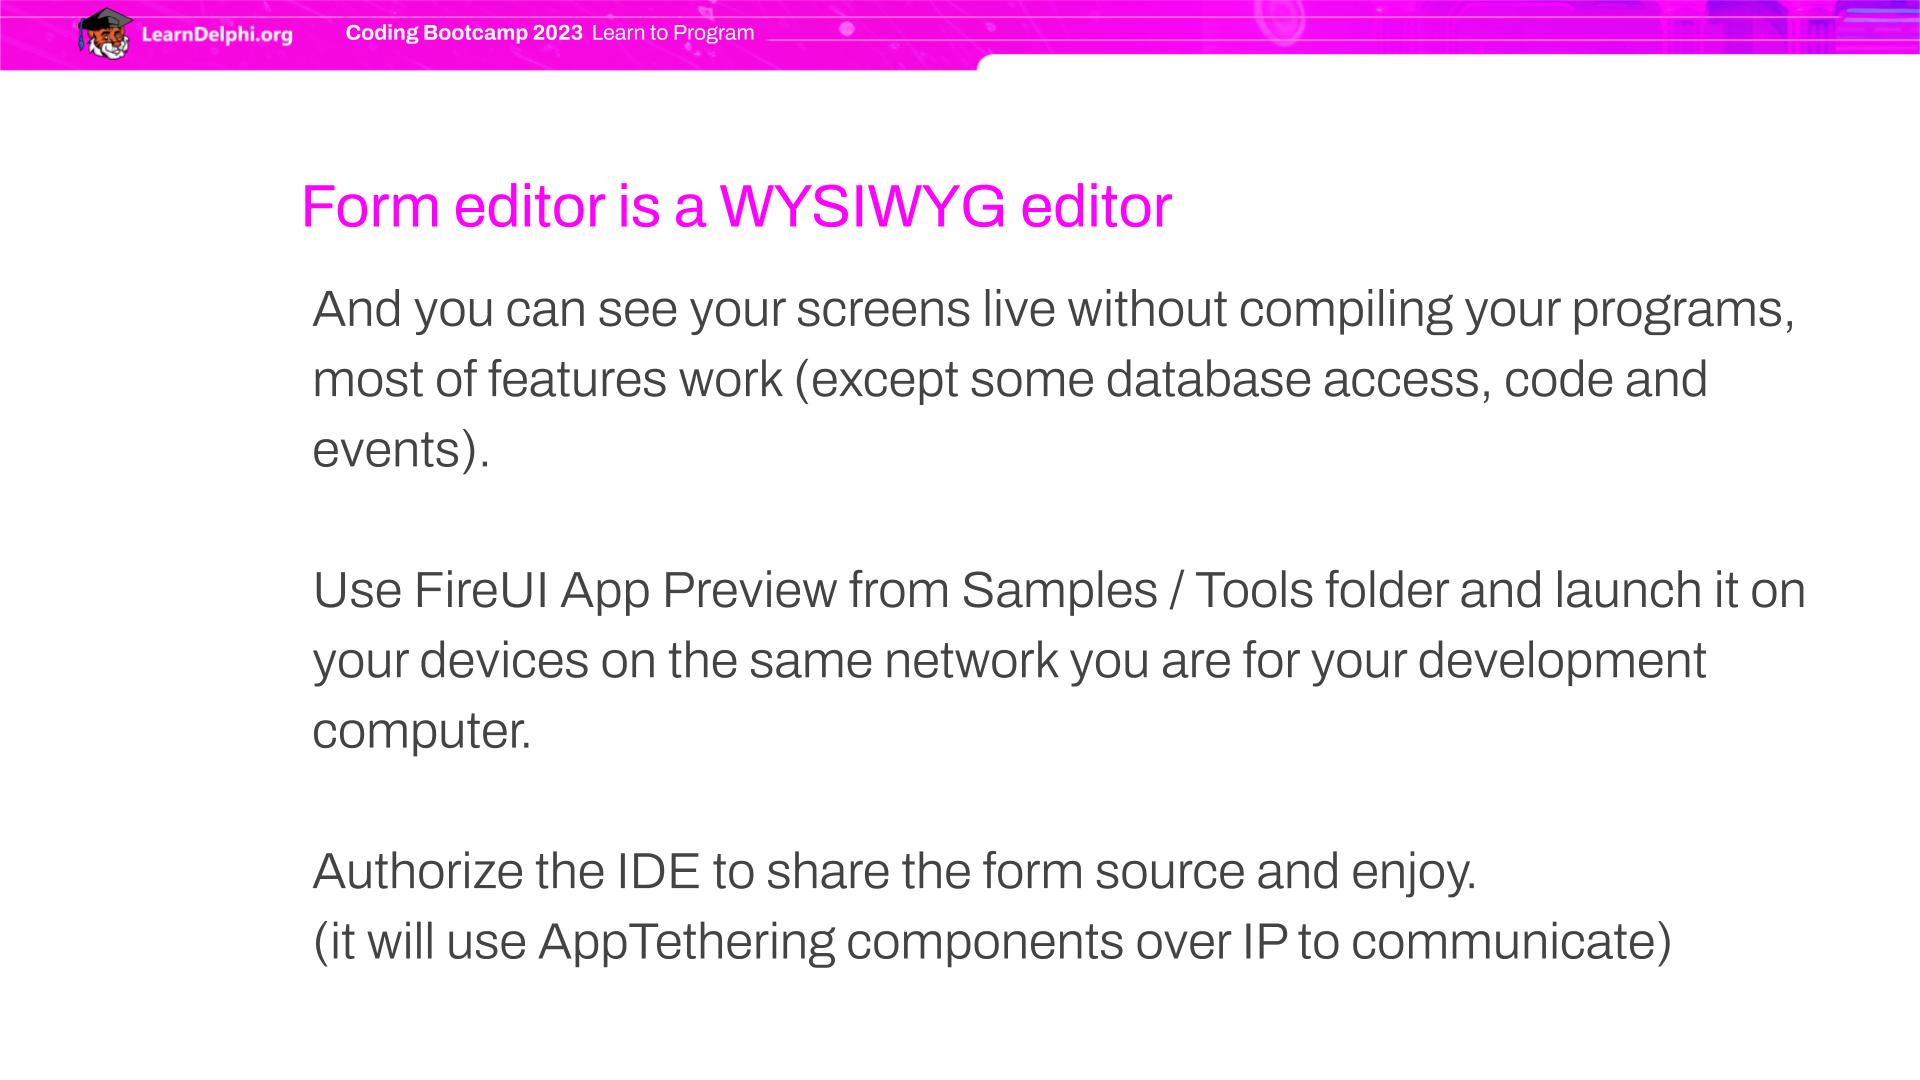 LearnDelphi.org
Coding Bootcamp 2023 Learn to Program
Form editor is a WYSIWYG editor
And you can see your screens live without compiling your programs,
most of features work (except some database access, code and
events).
Use FireUI App Preview from Samples / Tools folder and launch it on
your devices on the same network you are for your development
computer.
Authorize the IDE to share the form source and enjoy.
(it will use AppTethering components over IP to communicate)